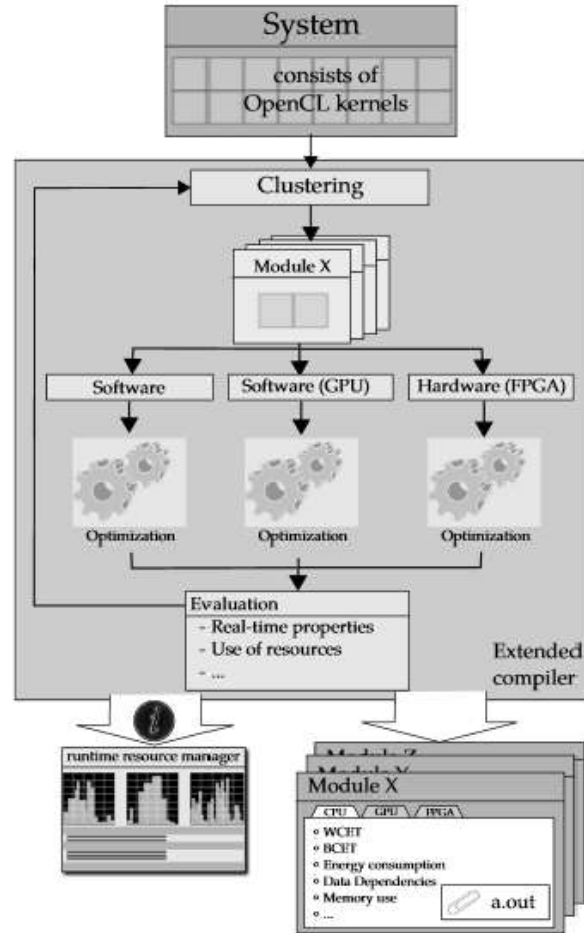 System
consists of
OpenCL kernels
Clustering
Module X
Software
Software (GPU)
Hardware (FPGA)
Optimization
Optimization
Optimization
Evaluation
- Real-time properties
- Use of resources
- ...
Extended
compiler
runtime resource manager
Module Z
Module Y
Module X
CPU
GPU
FPGA
WCET
BCET
Energy consumption
Data Dependencies
Memory use
...
a.out